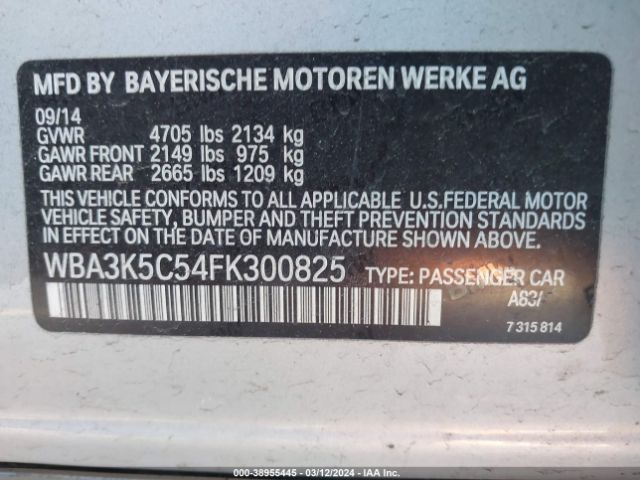 MFD BY BAYERISCHE MOTOREN WERKE AG
09/14
GVWR 4705 lbs 2134 kg
GAWR FRONT 2149 lbs 975 kg
GAWR REAR 2665 lbs 1209 kg
THIS VEHICLE CONFORMS TO ALL APPLICABLE U.S.FEDERAL MOTOR
VEHICLE SAFETY, BUMPER AND THEFT PREVENTION STANDARDS
IN EFFECT ON THE DATE OF MANUFACTURE SHOWN ABOVE.
WBA3K5C54FK300825 TYPE: PASSENGER CAR
A83/
7 315 814
000-38955445 - 03/12/2024 - IAA, Inc.